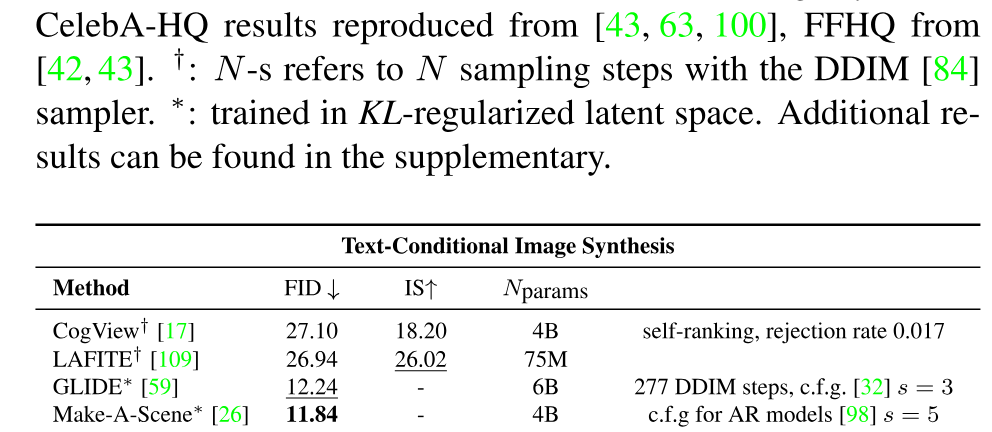 CelebA-HQ results reproduced from [43, 63, 100], FFHQ from
[42, 43]. †: N-s refers to N sampling steps with the DDIM [84]
sampler. *: trained in KL-regularized latent space. Additional re-
sults can be found in the supplementary.
Text-Conditional Image Synthesis
Method FID ↓ IS↑ Nparams
CogView† [17] 27.10 18.20 4B self-ranking, rejection rate 0.017
LAFITE† [109] 26.94 26.02 75M
GLIDE* [59] 12.24 - 6B 277 DDIM steps, c.f.g. [32] s = 3
Make-A-Scene* [26] 11.84 - 4B c.f.g for AR models [98] s = 5